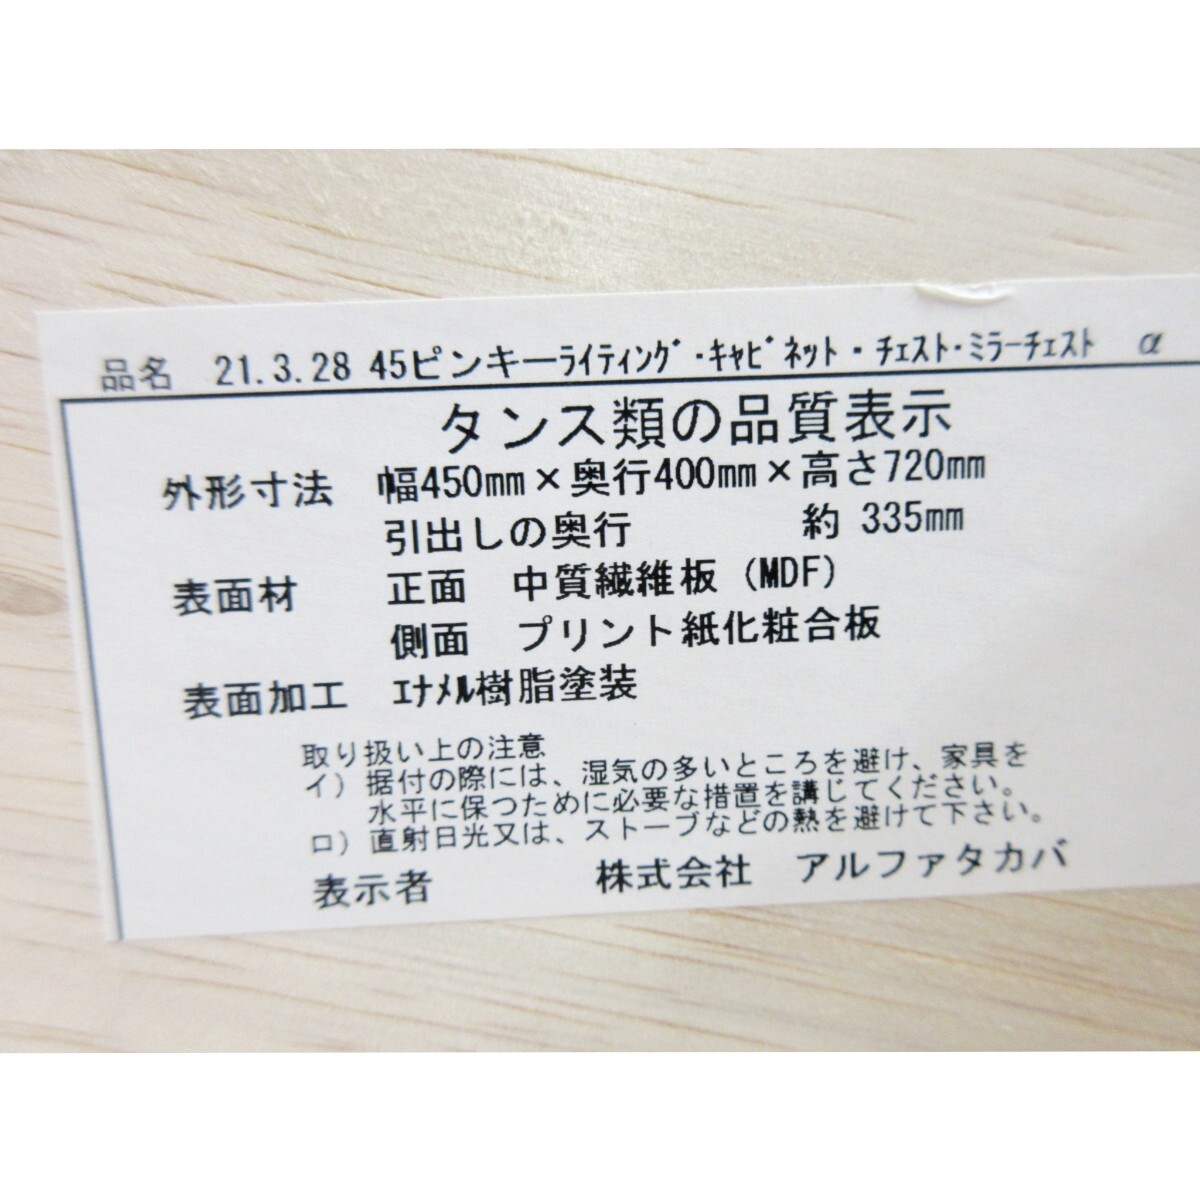 品名 21.3.28 45ピンキーﾗｲﾃｨﾝｸﾞ・ｷｬﾋﾞﾈｯﾄ・ﾁｪｽﾄ・ﾐﾗｰﾁｪｽﾄ α
タンス類の品質表示
外形寸法 幅450mm×奥行400mm×高さ720mm
引出しの奥行 約 335mm
表面材 正面 中質繊維板 (MDF)
側面 プリント紙化粧合板
表面加工 ｴﾅﾒﾙ樹脂塗装
取り扱い上の注意
イ) 据付の際には、湿気の多いところを避け、家具を
水平に保つために必要な措置を講じてください。
ロ) 直射日光又は、ストーブなどの熱を避けて下さい。
表示者 株式会社 アルファタカバ